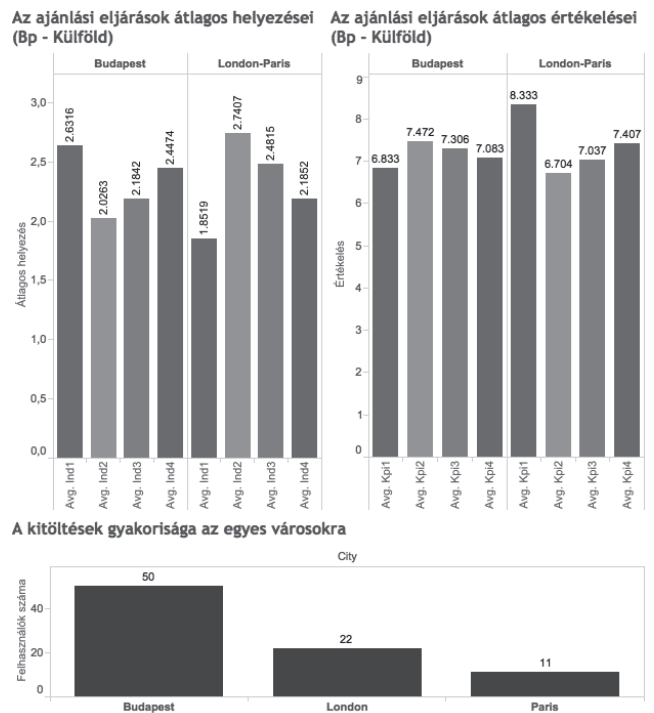 Az ajánlási eljárások átlagos helyezései
(Bp - Külföld)
Budapest
London-Paris
Átlagos helyezés
3,0
2,5
2,0
1,5
1,0
0,5
0,0
2.6316
2.0263
2.1842
2.4474
1.8519
2.7407
2.4815
2.1852
Avg. Ind1
Avg. Ind2
Avg. Ind3
Avg. Ind4
Avg. Ind1
Avg. Ind2
Avg. Ind3
Avg. Ind4
Az ajánlási eljárások átlagos értékelései
(Bp - Külföld)
Budapest
London-Paris
Értékelés
9
8
7
6
5
4
3
2
1
0
6.833
7.472
7.306
7.083
8.333
6.704
7.037
7.407
Avg. Kpi1
Avg. Kpi2
Avg. Kpi3
Avg. Kpi4
Avg. Kpi1
Avg. Kpi2
Avg. Kpi3
Avg. Kpi4
A kitöltések gyakorisága az egyes városokra
City
Felhasználók száma
40
20
0
50
22
11
Budapest
London
Paris